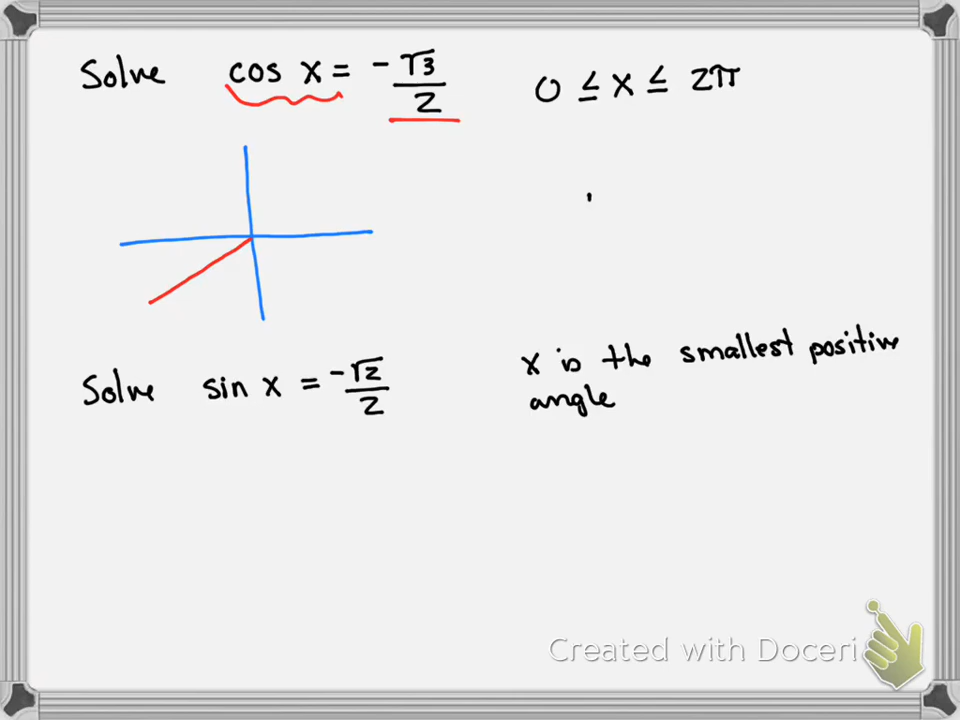 Solve cos x = -√3/2 0 ≤ x ≤ 2π
Solve sin x = -√2/2 x is the smallest positive
angle
Created with Doceri